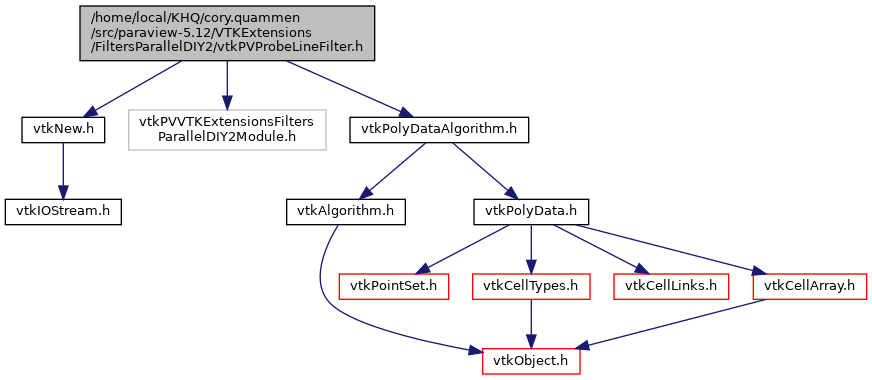 /home/local/KHQ/cory.quammen
/src/paraview-5.12/VTKExtensions
/FiltersParallelDIY2/vtkPVProbeLineFilter.h
vtkNew.h
vtkPVVTKExtensionsFilters
ParallelDIY2Module.h
vtkPolyDataAlgorithm.h
vtkIOStream.h
vtkAlgorithm.h
vtkPolyData.h
vtkPointSet.h
vtkCellTypes.h
vtkCellLinks.h
vtkCellArray.h
vtkObject.h